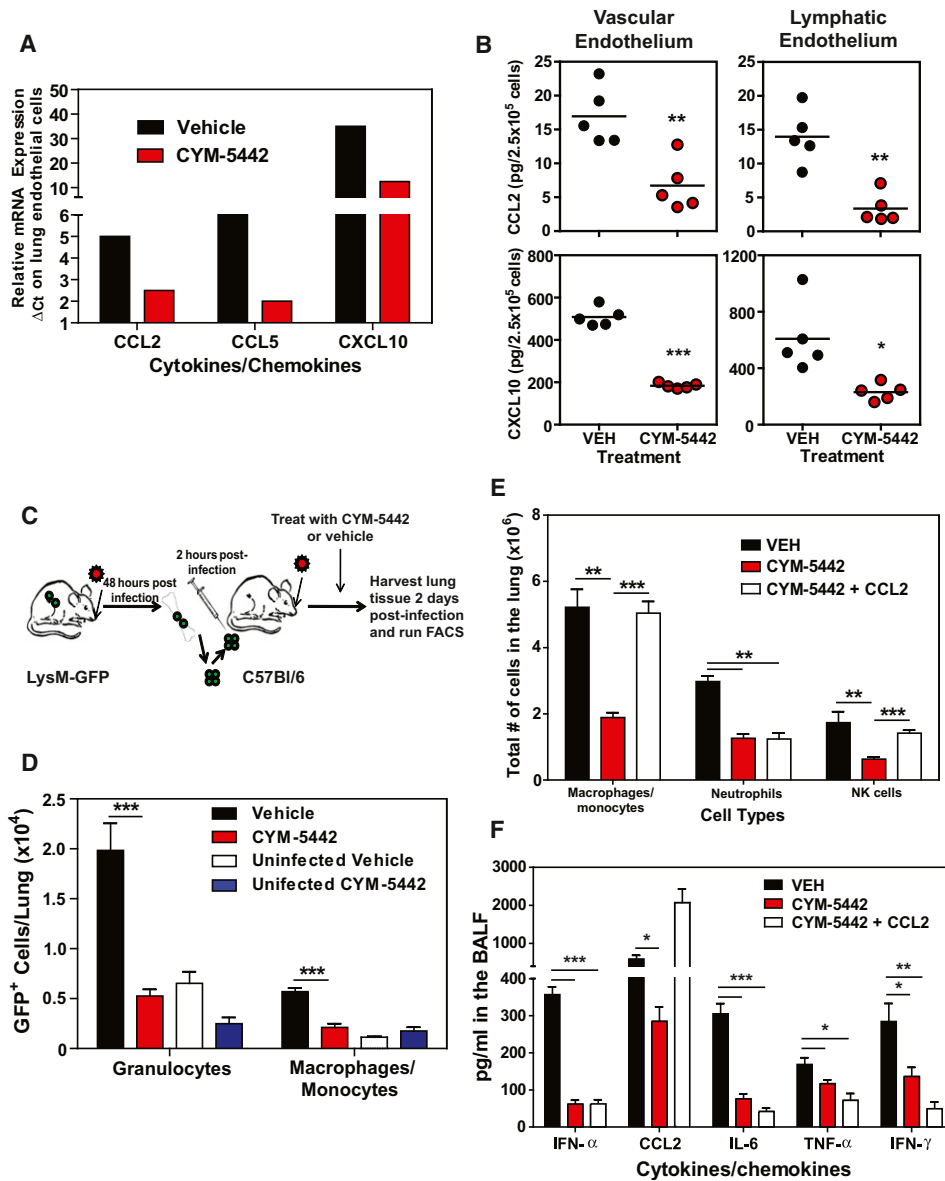 A
Relative mRNA Expression
ΔCt on lung endothelial cells
50
40
30
20
10
6
5
4
3
2
1
Vehicle
CYM-5442
CCL2
CCL5
CXCL10
Cytokines/Chemokines
B
Vascular
Endothelium
Lymphatic
Endothelium
CCL2 (pg/2.5x10⁵ cells)
25
20
15
10
5
0
**
25
20
15
10
5
0
**
CXCL10 (pg/2.5x10⁵ cells)
800
600
400
200
0
***
1200
800
400
0
*
VEH
CYM-5442
Treatment
VEH
CYM-5442
Treatment
C
LysM-GFP
48 hours post
infection
2 hours post-
infection
C57Bl/6
Treat with CYM-5442
or vehicle
Harvest lung
tissue 2 days
post-infection
and run FACS
D
GFP⁺ Cells/Lung (x10⁴)
2.5
2.0
1.5
1.0
0.5
0
***
***
Vehicle
CYM-5442
Uninfected Vehicle
Unifected CYM-5442
Granulocytes
Macrophages/
Monocytes
E
Total # of cells in the lung (x10⁶)
8
6
4
2
0
VEH
CYM-5442
CYM-5442 + CCL2
**
***
**
**
***
Macrophages/
monocytes
Neutrophils
NK cells
Cell Types
F
pg/ml in the BALF
3000
2000
1000
400
300
200
100
0
VEH
CYM-5442
CYM-5442 + CCL2
***
*
***
*
**
*
IFN-α
CCL2
IL-6
TNF-α
IFN-γ
Cytokines/chemokines